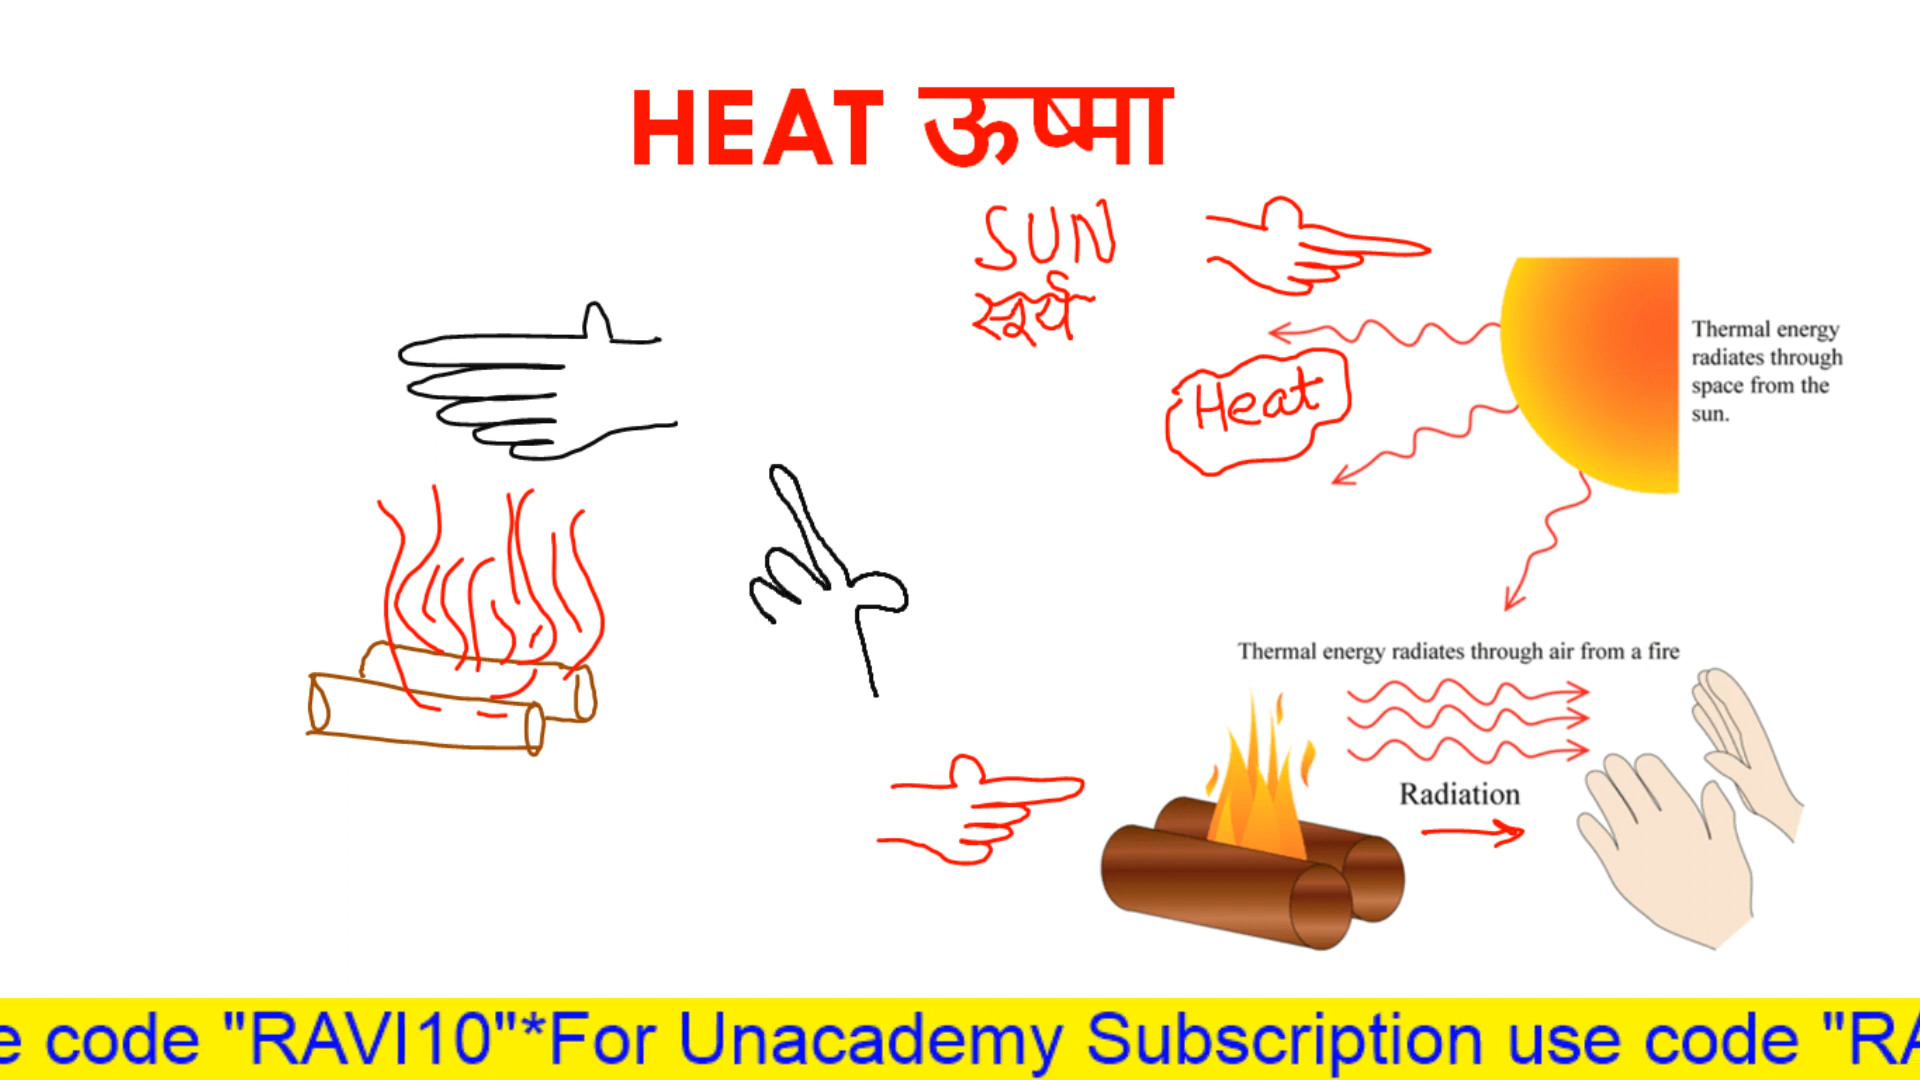 HEAT ऊष्मा
SUN
सूर्य
Heat
Thermal energy
radiates through
space from the
sun.
Thermal energy radiates through air from a fire
Radiation
e code "RAVI10"*For Unacademy Subscription use code "RA